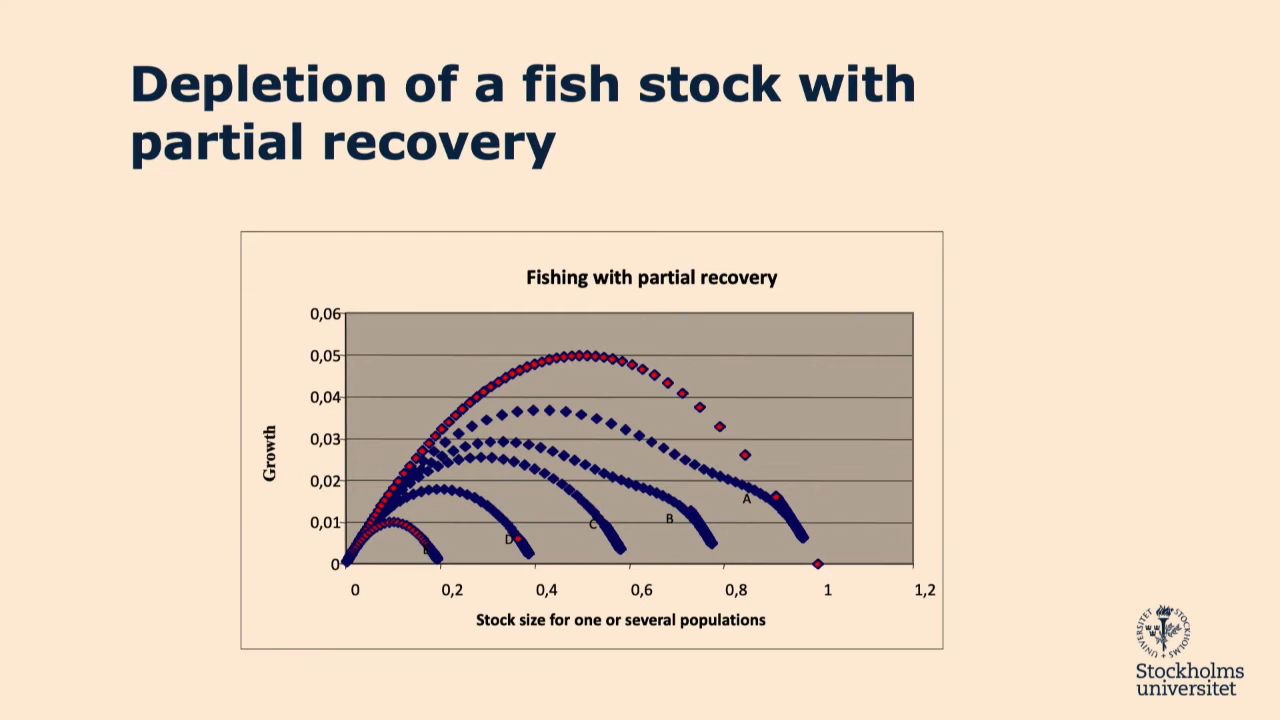 Depletion of a fish stock with
partial recovery
Fishing with partial recovery
0,06
0,05
0,04
0,03
0,02
0,01
0
Growth
A
B
C
D
E
0 0,2 0,4 0,6 0,8 1 1,2
Stock size for one or several populations
STOCKHOLMS UNIVERSITET
Stockholms
universitet